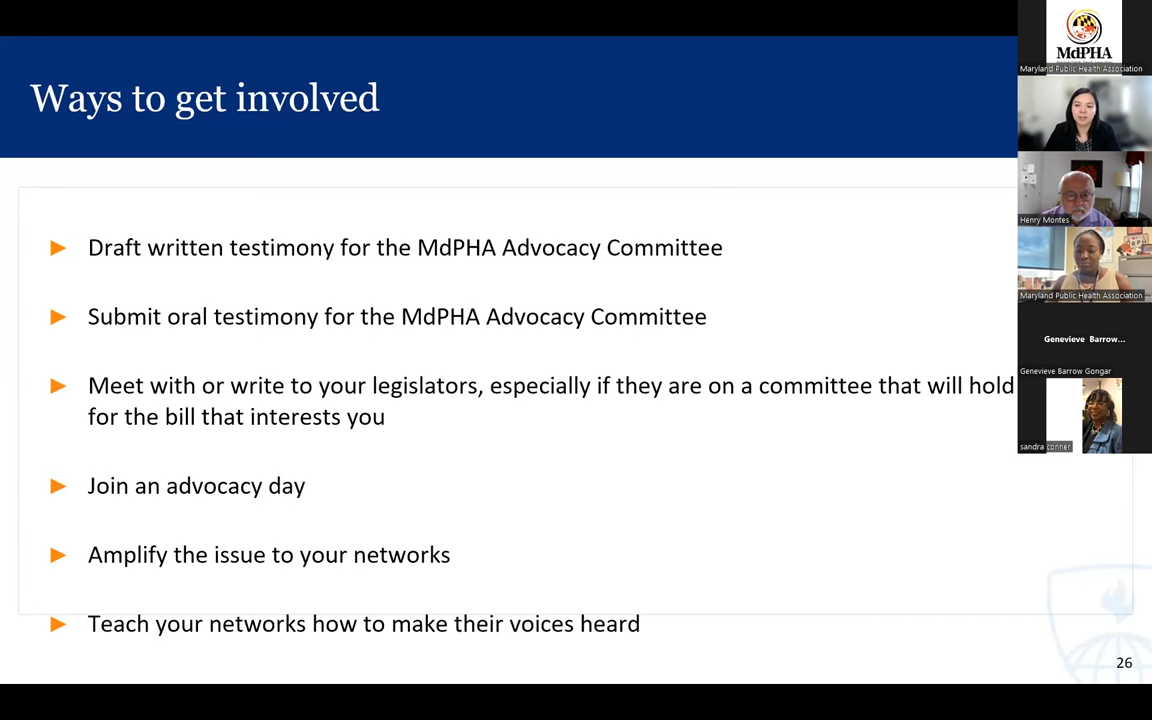 Ways to get involved
Draft written testimony for the MdPHA Advocacy Committee
Submit oral testimony for the MdPHA Advocacy Committee
Meet with or write to your legislators, especially if they are on a committee that will hold
for the bill that interests you
Join an advocacy day
Amplify the issue to your networks
Teach your networks how to make their voices heard
26
MdPHA
Maryland Public Health Association
Henry Montes
Maryland Public Health Association
Genevieve Barrow...
Genevieve Barrow Gongar
sandra conner